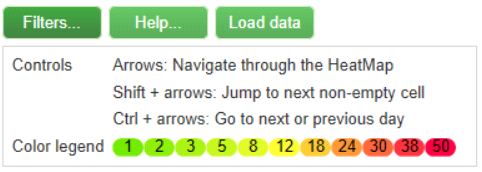 Filters... Help... Load data
Controls Arrows: Navigate through the HeatMap
Shift + arrows: Jump to next non-empty cell
Ctrl + arrows: Go to next or previous day
Color legend 1 2 3 5 8 12 18 24 30 38 50